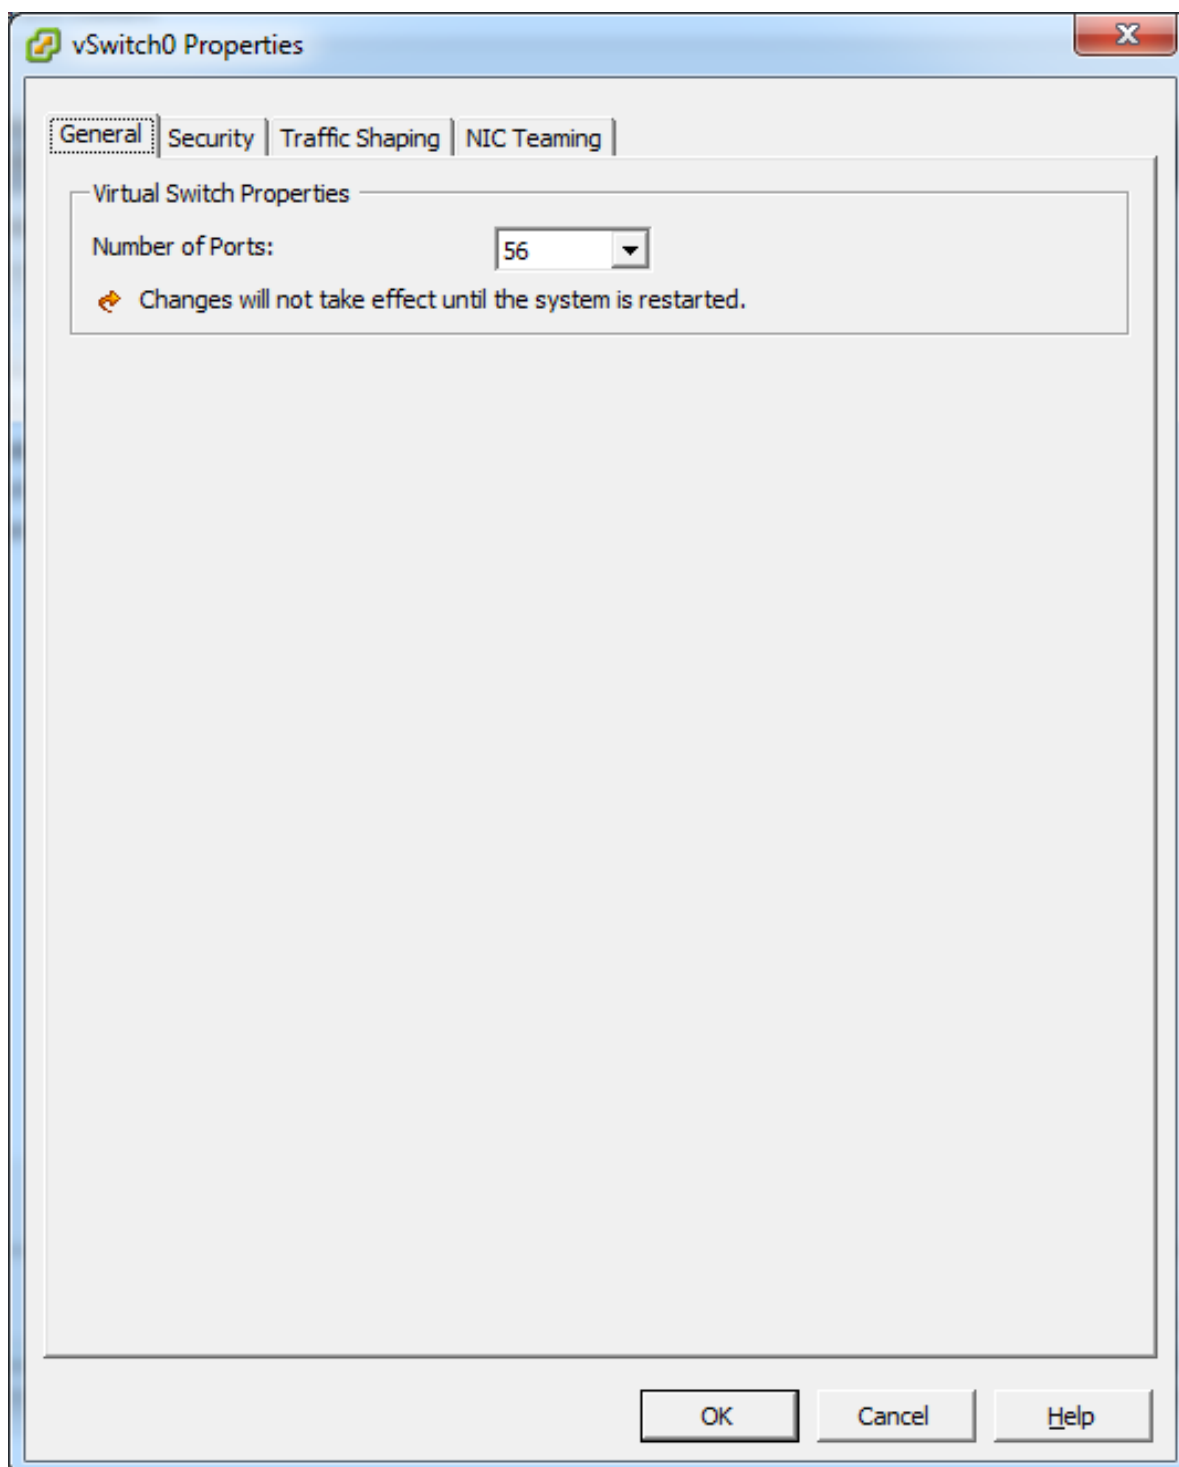 vSwitch0 Properties
General Security Traffic Shaping NIC Teaming
Virtual Switch Properties
Number of Ports: 56
Changes will not take effect until the system is restarted.
OK Cancel Help